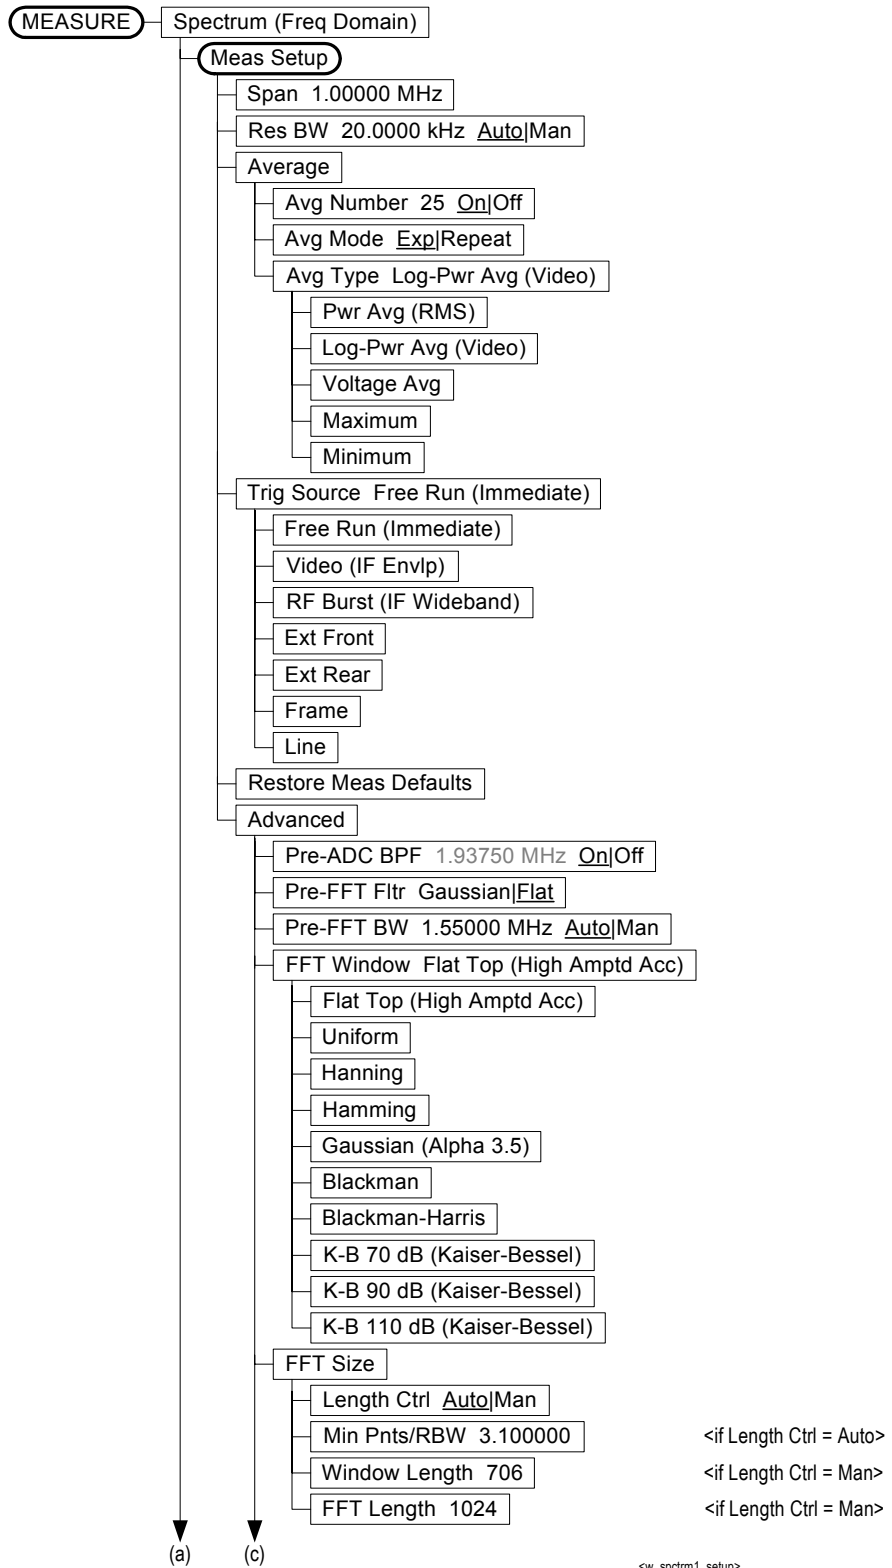 MEASURE
Spectrum (Freq Domain)
Meas Setup
Span 1.00000 MHz
Res BW 20.0000 kHz Auto|Man
Average
Avg Number 25 On|Off
Avg Mode Exp|Repeat
Avg Type Log-Pwr Avg (Video)
Pwr Avg (RMS)
Log-Pwr Avg (Video)
Voltage Avg
Maximum
Minimum
Trig Source Free Run (Immediate)
Free Run (Immediate)
Video (IF Envlp)
RF Burst (IF Wideband)
Ext Front
Ext Rear
Frame
Line
Restore Meas Defaults
Advanced
Pre-ADC BPF 1.93750 MHz On|Off
Pre-FFT Fltr Gaussian|Flat
Pre-FFT BW 1.55000 MHz Auto|Man
FFT Window Flat Top (High Amptd Acc)
Flat Top (High Amptd Acc)
Uniform
Hanning
Hamming
Gaussian (Alpha 3.5)
Blackman
Blackman-Harris
K-B 70 dB (Kaiser-Bessel)
K-B 90 dB (Kaiser-Bessel)
K-B 110 dB (Kaiser-Bessel)
FFT Size
Length Ctrl Auto|Man
Min Pnts/RBW 3.100000 <if Length Ctrl = Auto>
Window Length 706 <if Length Ctrl = Man>
FFT Length 1024 <if Length Ctrl = Man>
(a) (c)
<w_spctrm1_setup>